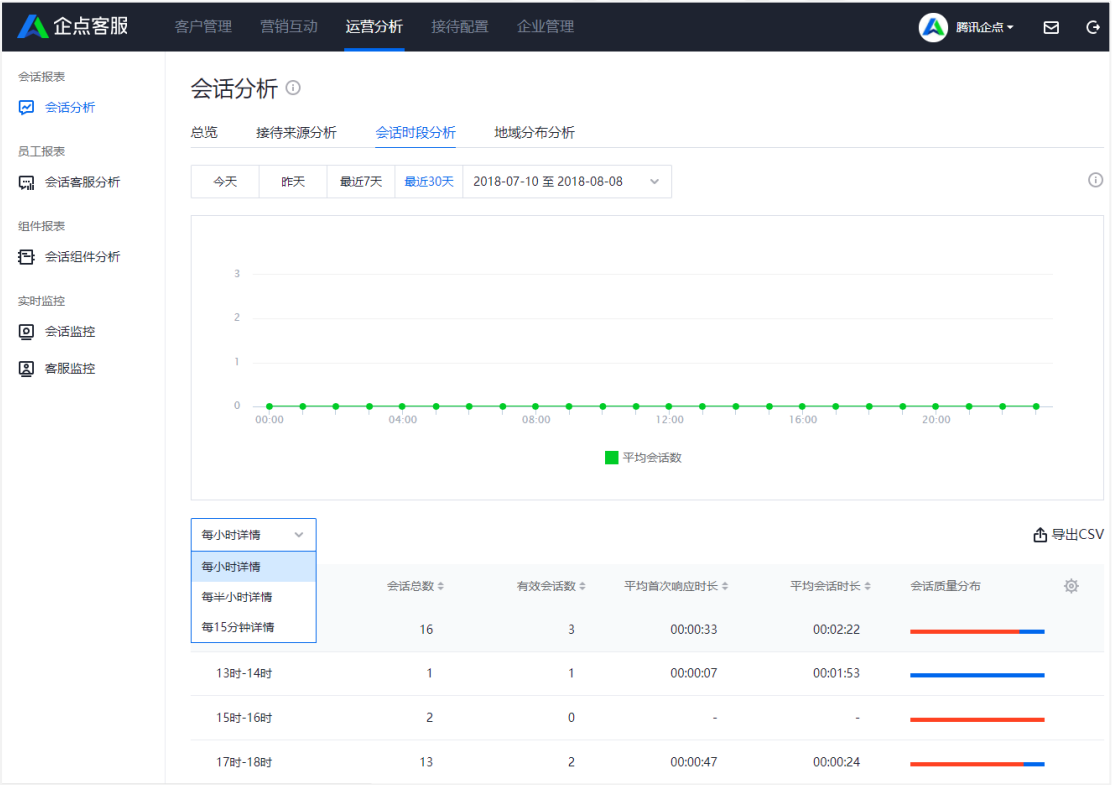 企点客服 客户管理 营销互动 运营分析 接待配置 企业管理 腾讯企点
会话报表
会话分析
员工报表
会话客服分析
组件报表
会话组件分析
实时监控
会话监控
客服监控
会话分析
总览 接待来源分析 会话时段分析 地域分布分析
今天 昨天 最近7天 最近30天 2018-07-10 至 2018-08-08
3
2
1
0
00:00 04:00 08:00 12:00 16:00 20:00
平均会话数
每小时详情 导出CSV
每小时详情
每半小时详情
每15分钟详情
会话总数 有效会话数 平均首次响应时长 平均会话时长 会话质量分布
16 3 00:00:33 00:02:22
13时-14时 1 1 00:00:07 00:01:53
15时-16时 2 0 - -
17时-18时 13 2 00:00:47 00:00:24